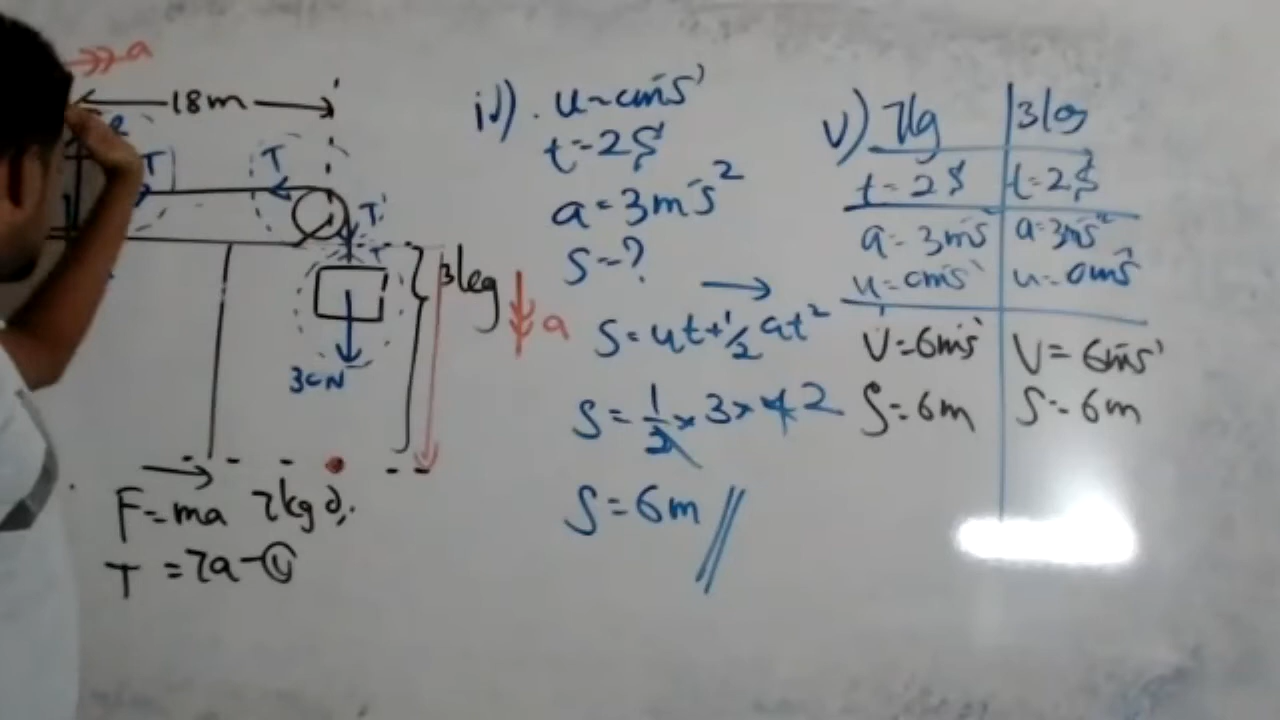 a
18m
R
T T
T
T
3kg
a
30N
F=ma 7kg
T = 7a - ①
iv) u=0ms⁻¹
t=2s
a=3ms⁻²
s=?
→
s=ut+1/2at²
s=1/2×3×4 2
s=6m
v) 7kg 3kg
t=2s t=2s
a=3ms⁻² a=3ms⁻²
u=0ms⁻¹ u=0ms⁻¹
v=6ms⁻¹ v=6ms⁻¹
s=6m s=6m